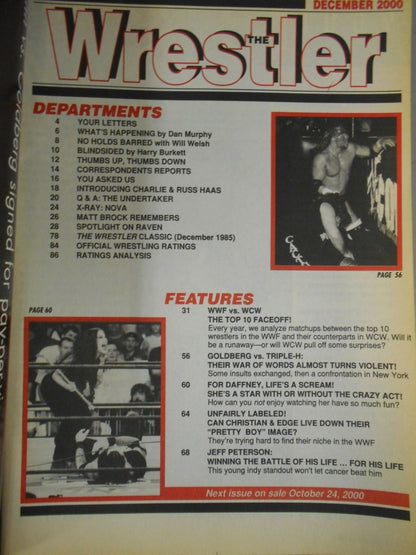 DECEMBER 2000
THE
Wrestler
DEPARTMENTS
4 YOUR LETTERS
6 WHAT'S HAPPENING by Dan Murphy
8 NO HOLDS BARRED with Will Welsh
10 BLINDSIDED by Harry Burkett
12 THUMBS UP, THUMBS DOWN
14 CORRESPONDENTS REPORTS
16 YOU ASKED US
18 INTRODUCING CHARLIE & RUSS HAAS
20 Q & A: THE UNDERTAKER
24 X-RAY: NOVA
26 MATT BROCK REMEMBERS
28 SPOTLIGHT ON RAVEN
78 THE WRESTLER CLASSIC (December 1985)
84 OFFICIAL WRESTLING RATINGS
86 RATINGS ANALYSIS
PAGE 56
FEATURES
PAGE 60
31 WWF vs. WCW
THE TOP 10 FACEOFF!
Every year, we analyze matchups between the top 10
wrestlers in the WWF and their counterparts in WCW. Will it
be a runaway—or will WCW pull off some surprises?
56 GOLDBERG vs. TRIPLE-H:
THEIR WAR OF WORDS ALMOST TURNS VIOLENT!
Some insults exchanged, then a confrontation in New York
60 FOR DAFFNEY, LIFE'S A SCREAM!
SHE'S A STAR WITH OR WITHOUT THE CRAZY ACT!
How can you not enjoy watching her have so much fun?
64 UNFAIRLY LABELED!
CAN CHRISTIAN & EDGE LIVE DOWN THEIR
"PRETTY BOY" IMAGE?
They're trying hard to find their niche in the WWF
68 JEFF PETERSON:
WINNING THE BATTLE OF HIS LIFE ... FOR HIS LIFE
This young indy standout won't let cancer beat him
Next issue on sale October 24, 2000
Goldberg signed for pay-per-